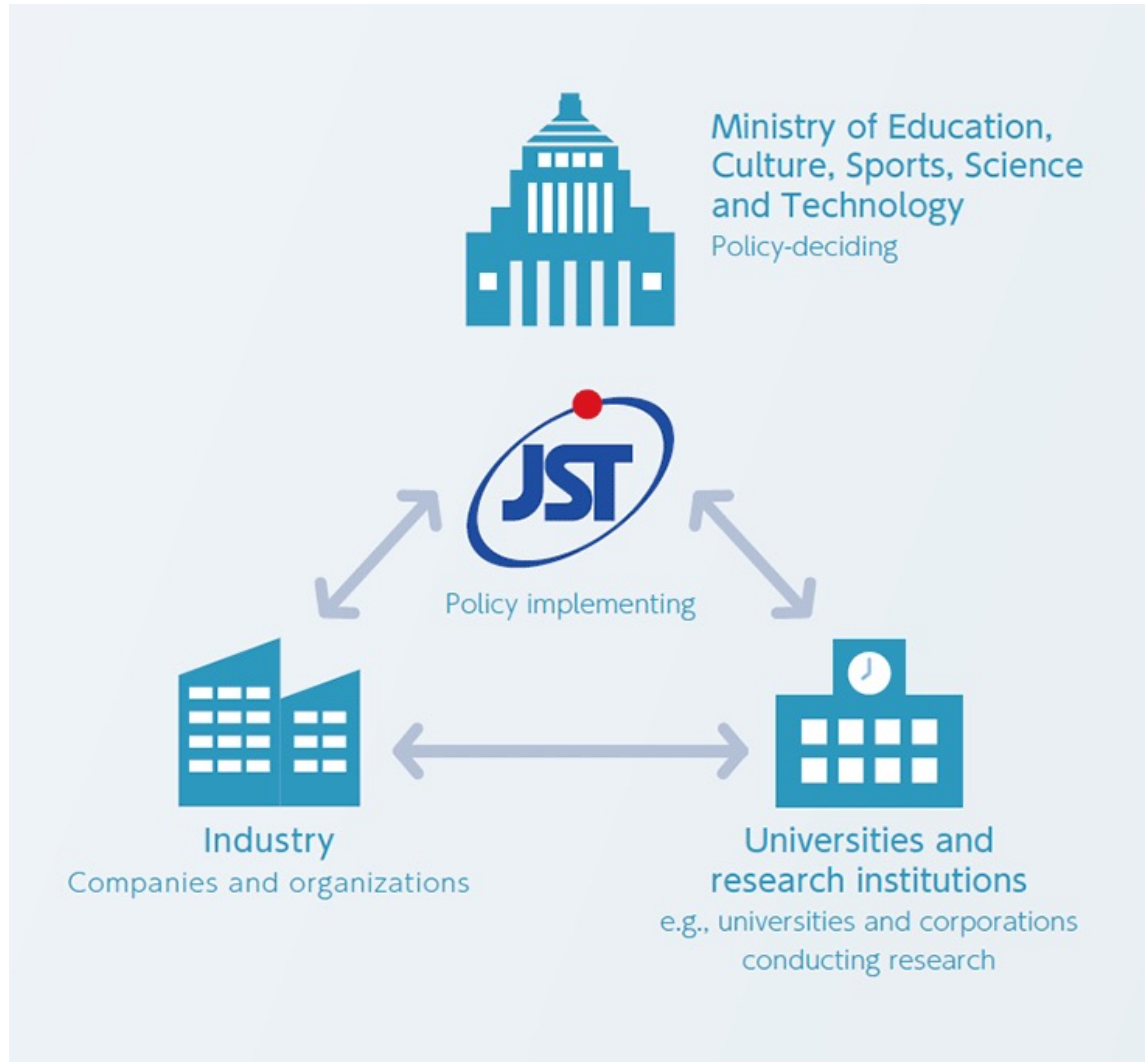 Ministry of Education,
Culture, Sports, Science
and Technology
Policy-deciding
JST
Policy implementing
Industry
Companies and organizations
Universities and
research institutions
e.g., universities and corporations
conducting research